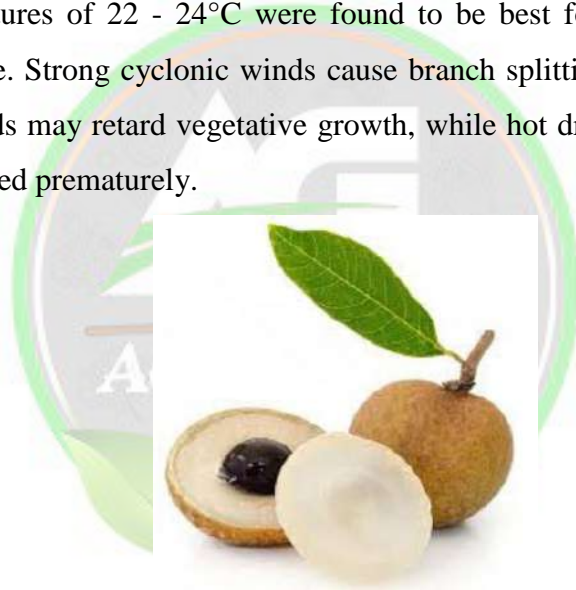 tures of 22 - 24°C were found to be best fo
e. Strong cyclonic winds cause branch splitti
ds may retard vegetative growth, while hot dr
ed prematurely.
A